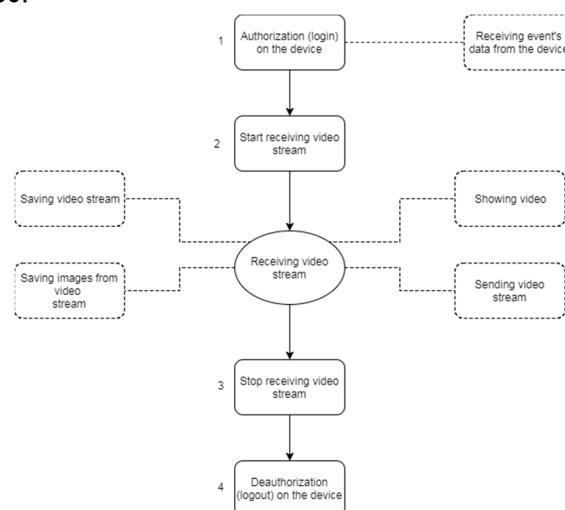 1
Authorization (login)
on the device
Receiving event's
data from the device
2
Start receiving video
stream
Saving video stream
Showing video
Receiving video
stream
Saving images from
video
stream
Sending video
stream
3
Stop receiving video
stream
4
Deauthorization
(logout) on the device